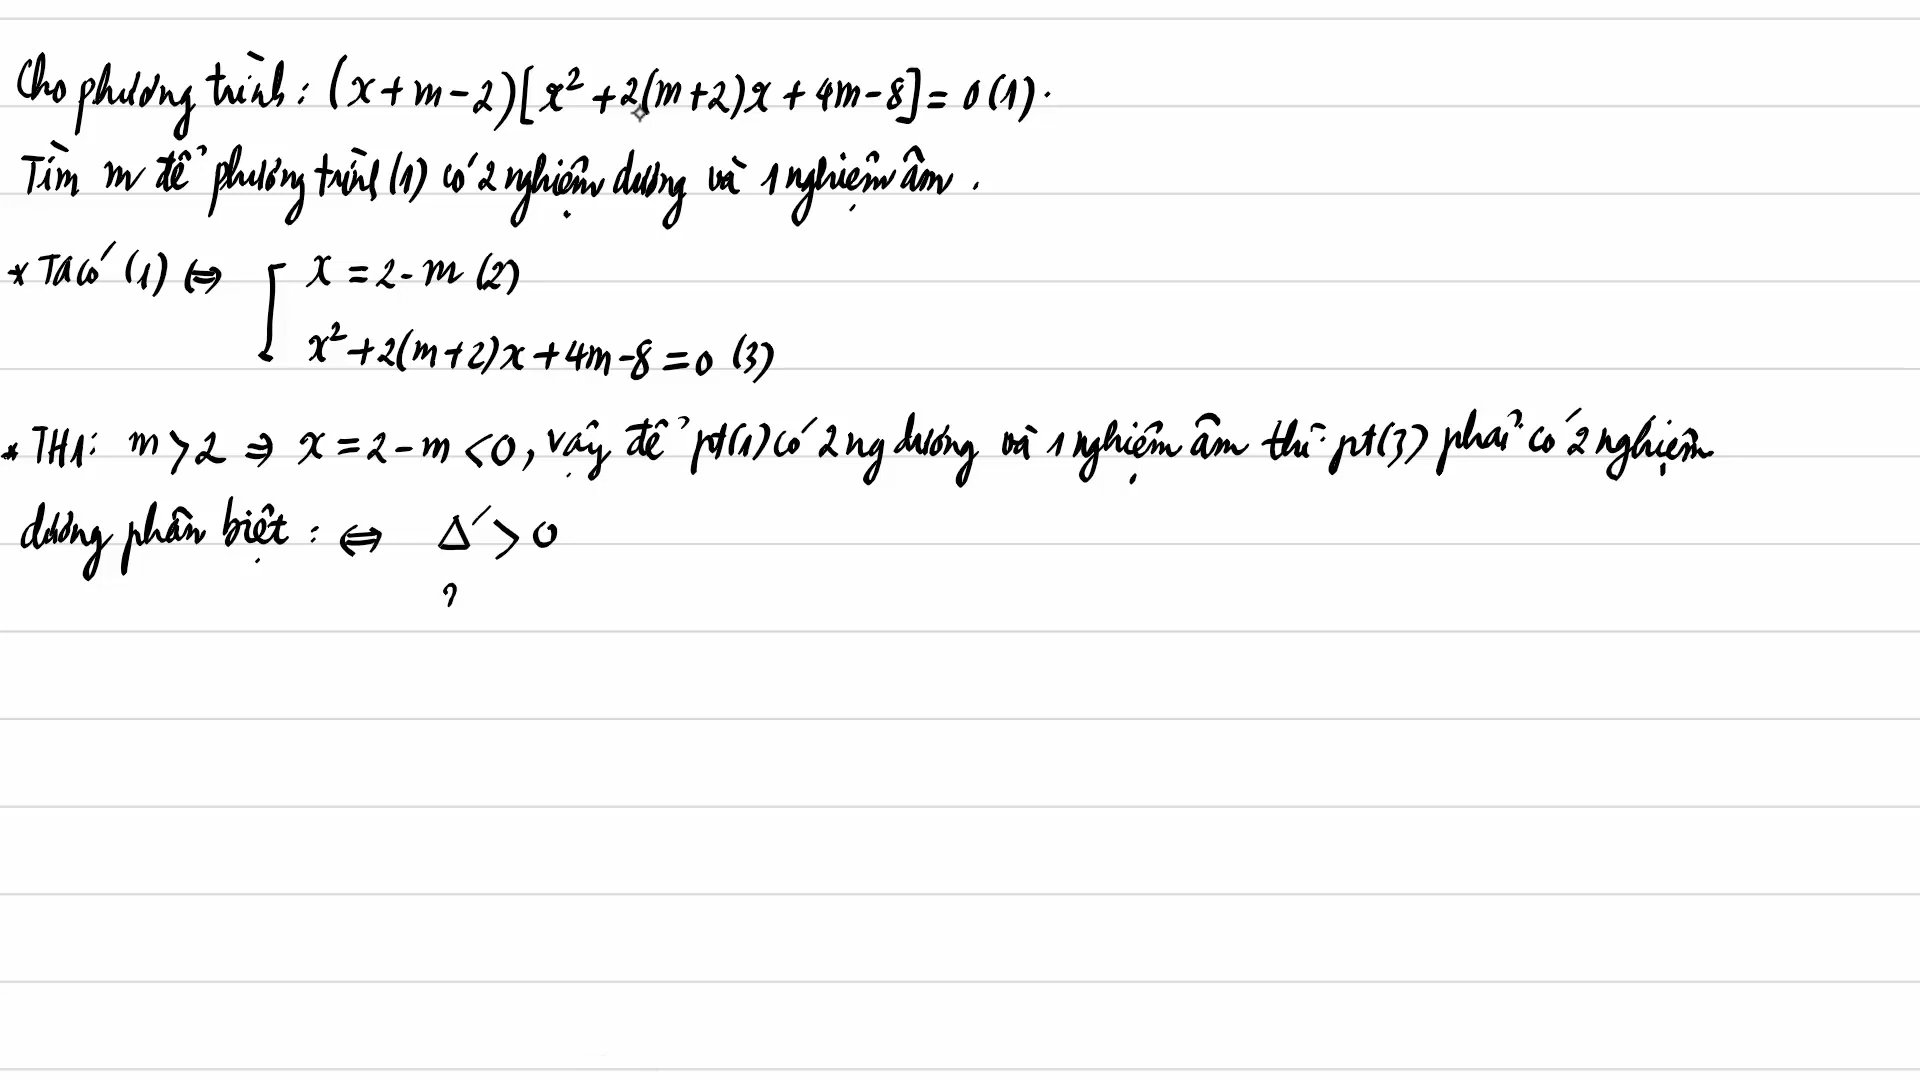 Cho phương trình: (x+m-2)[x²+2(m+2)x+4m-8]=0(1).
Tìm m để phương trình (1) có 2 nghiệm dương và 1 nghiệm âm.
* Ta có (1) ⇔ [ x = 2-m (2)
x²+2(m+2)x+4m-8=0 (3)
* TH1: m>2 ⇒ x=2-m<0, vậy để pt(1) có 2 ng dương và 1 nghiệm âm thì pt(3) phải có 2 nghiệm
dương phân biệt: ⇔ Δ'>0